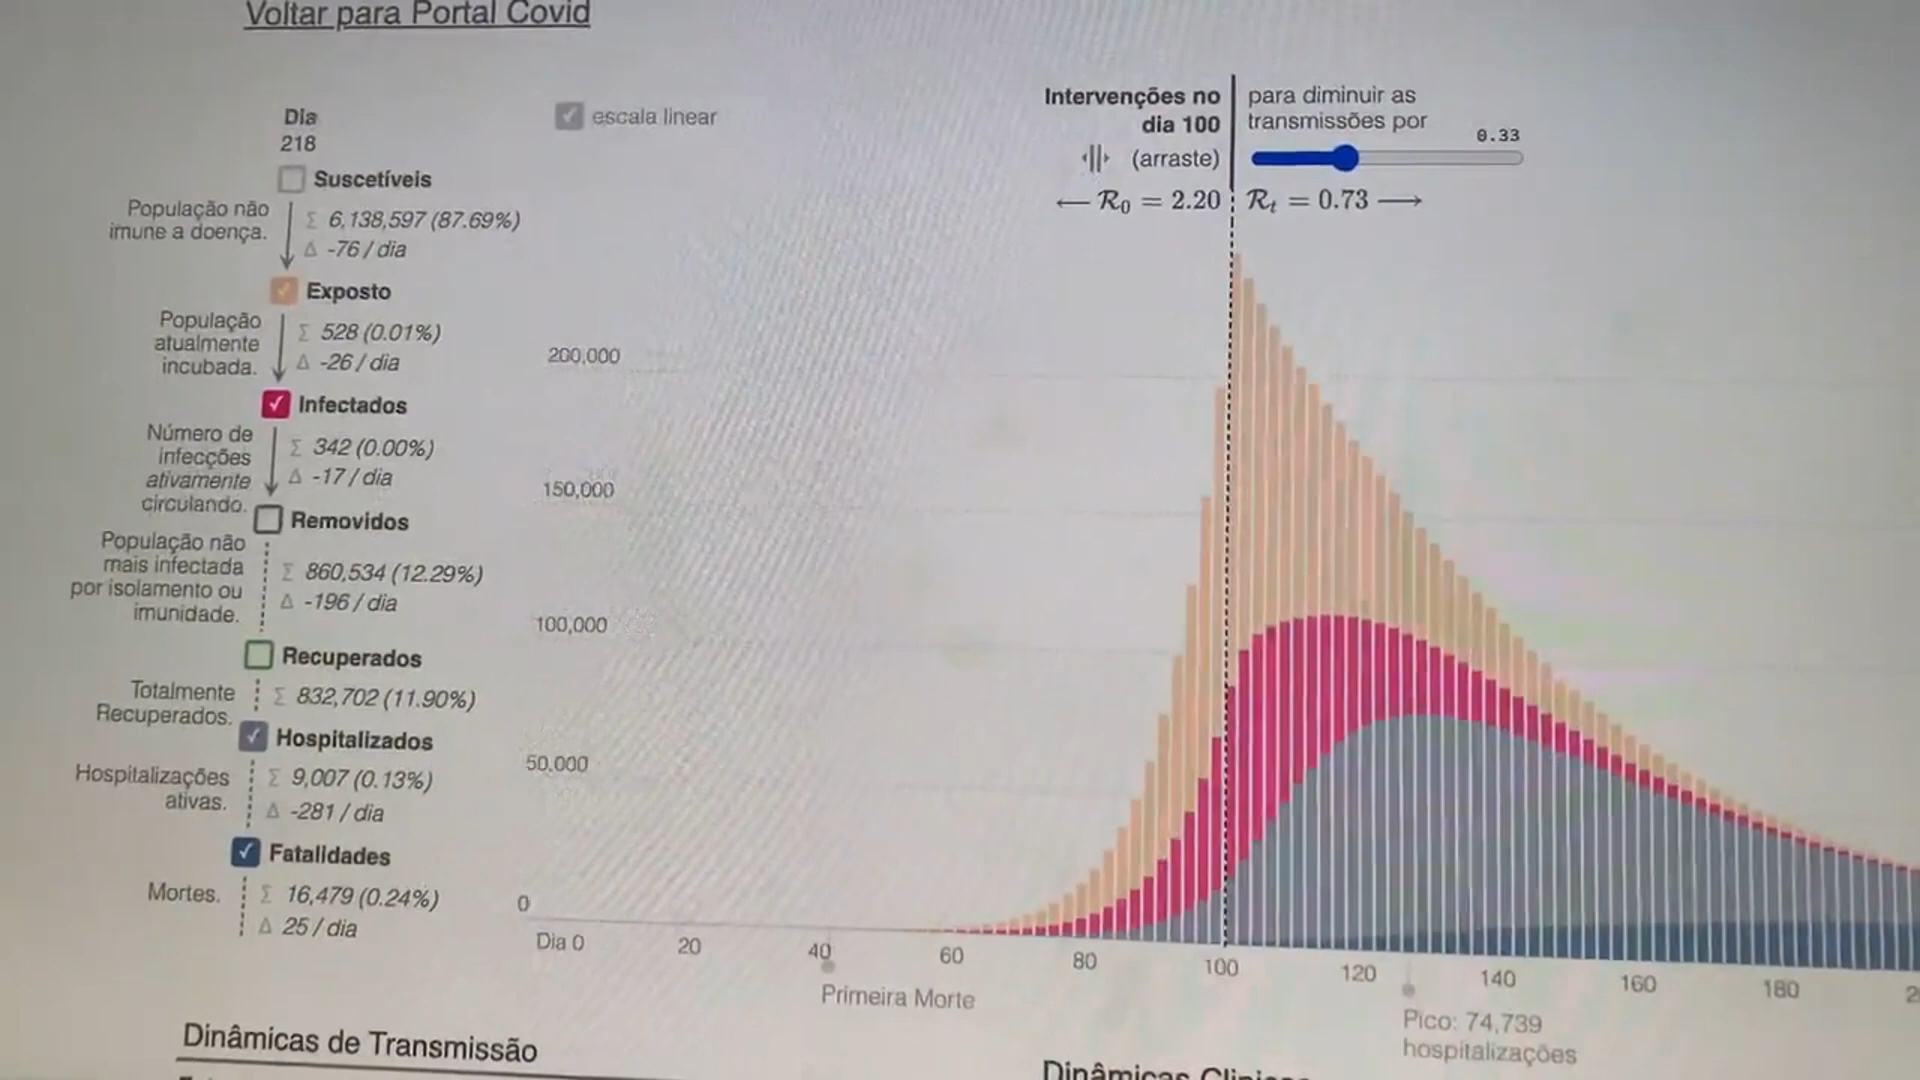 Voltar para Portal Covid
Dia
218
escala linear
Intervenções no
dia 100
(arraste)
para diminuir as
transmissões por
0.33
← R₀ = 2.20
Rₜ = 0.73 →
Suscetíveis
População não
imune a doença.
Σ 6,138,597 (87.69%)
Δ -76 / dia
Exposto
População
atualmente
incubada.
Σ 528 (0.01%)
Δ -26 / dia
Infectados
Número de
infecções
ativamente
circulando.
Σ 342 (0.00%)
Δ -17 / dia
Removidos
População não
mais infectada
por isolamento ou
imunidade.
Σ 860,534 (12.29%)
Δ -196 / dia
Recuperados
Totalmente
Recuperados.
Σ 832,702 (11.90%)
Hospitalizados
Hospitalizações
ativas.
Σ 9,007 (0.13%)
Δ -281 / dia
Fatalidades
Mortes.
Σ 16,479 (0.24%)
Δ 25 / dia
200,000
150,000
100,000
50,000
0
Dia 0 20 40 60 80 100 120 140 160 180
Primeira Morte
Pico: 74,739
hospitalizações
Dinâmicas de Transmissão
Dinâmicas Clínicas